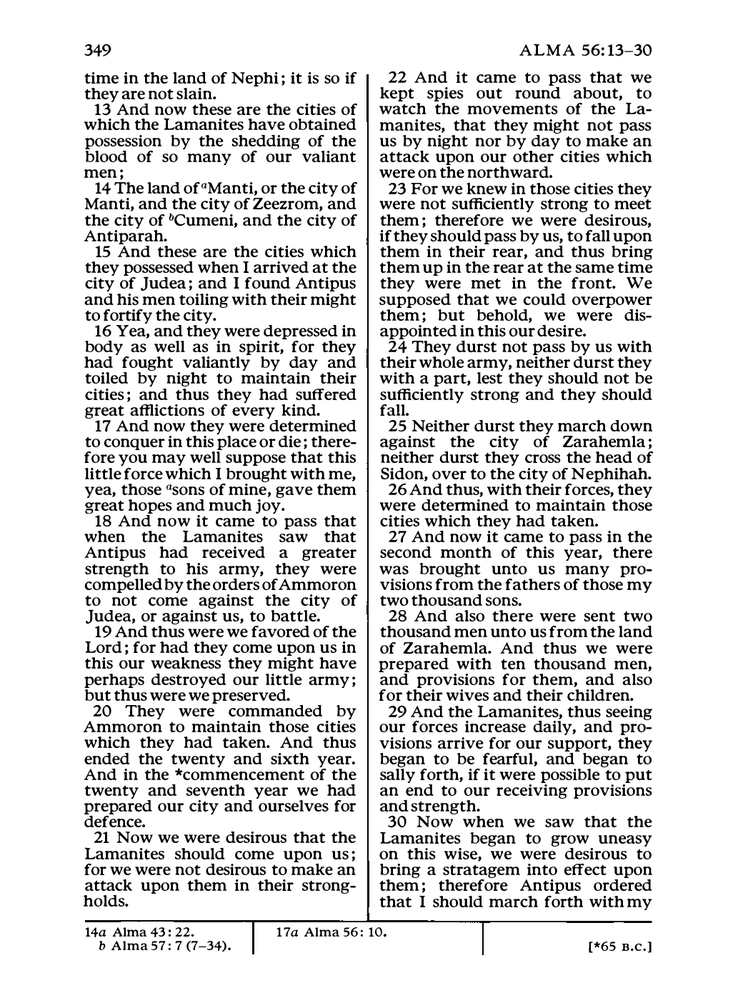 349
ALMA 56:13–30
time in the land of Nephi; it is so if
they are not slain.
13 And now these are the cities of
which the Lamanites have obtained
possession by the shedding of the
blood of so many of our valiant
men;
14 The land of aManti, or the city of
Manti, and the city of Zeezrom, and
the city of bCumeni, and the city of
Antiparah.
15 And these are the cities which
they possessed when I arrived at the
city of Judea; and I found Antipus
and his men toiling with their might
to fortify the city.
16 Yea, and they were depressed in
body as well as in spirit, for they
had fought valiantly by day and
toiled by night to maintain their
cities; and thus they had suffered
great afflictions of every kind.
17 And now they were determined
to conquer in this place or die; there-
fore you may well suppose that this
little force which I brought with me,
yea, those asons of mine, gave them
great hopes and much joy.
18 And now it came to pass that
when the Lamanites saw that
Antipus had received a greater
strength to his army, they were
compelled by the orders of Ammoron
to not come against the city of
Judea, or against us, to battle.
19 And thus were we favored of the
Lord; for had they come upon us in
this our weakness they might have
perhaps destroyed our little army;
but thus were we preserved.
20 They were commanded by
Ammoron to maintain those cities
which they had taken. And thus
ended the twenty and sixth year.
And in the *commencement of the
twenty and seventh year we had
prepared our city and ourselves for
defence.
21 Now we were desirous that the
Lamanites should come upon us;
for we were not desirous to make an
attack upon them in their strong-
holds.
22 And it came to pass that we
kept spies out round about, to
watch the movements of the La-
manites, that they might not pass
us by night nor by day to make an
attack upon our other cities which
were on the northward.
23 For we knew in those cities they
were not sufficiently strong to meet
them; therefore we were desirous,
if they should pass by us, to fall upon
them in their rear, and thus bring
them up in the rear at the same time
they were met in the front. We
supposed that we could overpower
them; but behold, we were dis-
appointed in this our desire.
24 They durst not pass by us with
their whole army, neither durst they
with a part, lest they should not be
sufficiently strong and they should
fall.
25 Neither durst they march down
against the city of Zarahemla;
neither durst they cross the head of
Sidon, over to the city of Nephihah.
26 And thus, with their forces, they
were determined to maintain those
cities which they had taken.
27 And now it came to pass in the
second month of this year, there
was brought unto us many pro-
visions from the fathers of those my
two thousand sons.
28 And also there were sent two
thousand men unto us from the land
of Zarahemla. And thus we were
prepared with ten thousand men,
and provisions for them, and also
for their wives and their children.
29 And the Lamanites, thus seeing
our forces increase daily, and pro-
visions arrive for our support, they
began to be fearful, and began to
sally forth, if it were possible to put
an end to our receiving provisions
and strength.
30 Now when we saw that the
Lamanites began to grow uneasy
on this wise, we were desirous to
bring a stratagem into effect upon
them; therefore Antipus ordered
that I should march forth with my
14a Alma 43: 22.
b Alma 57: 7 (7–34).
17a Alma 56: 10.
[*65 B.C.]